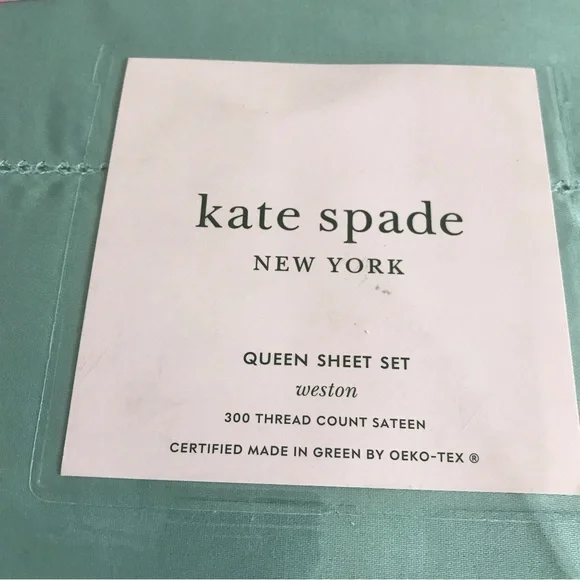 kate spade
NEW YORK
QUEEN SHEET SET
weston
300 THREAD COUNT SATEEN
CERTIFIED MADE IN GREEN BY OEKO-TEX ®